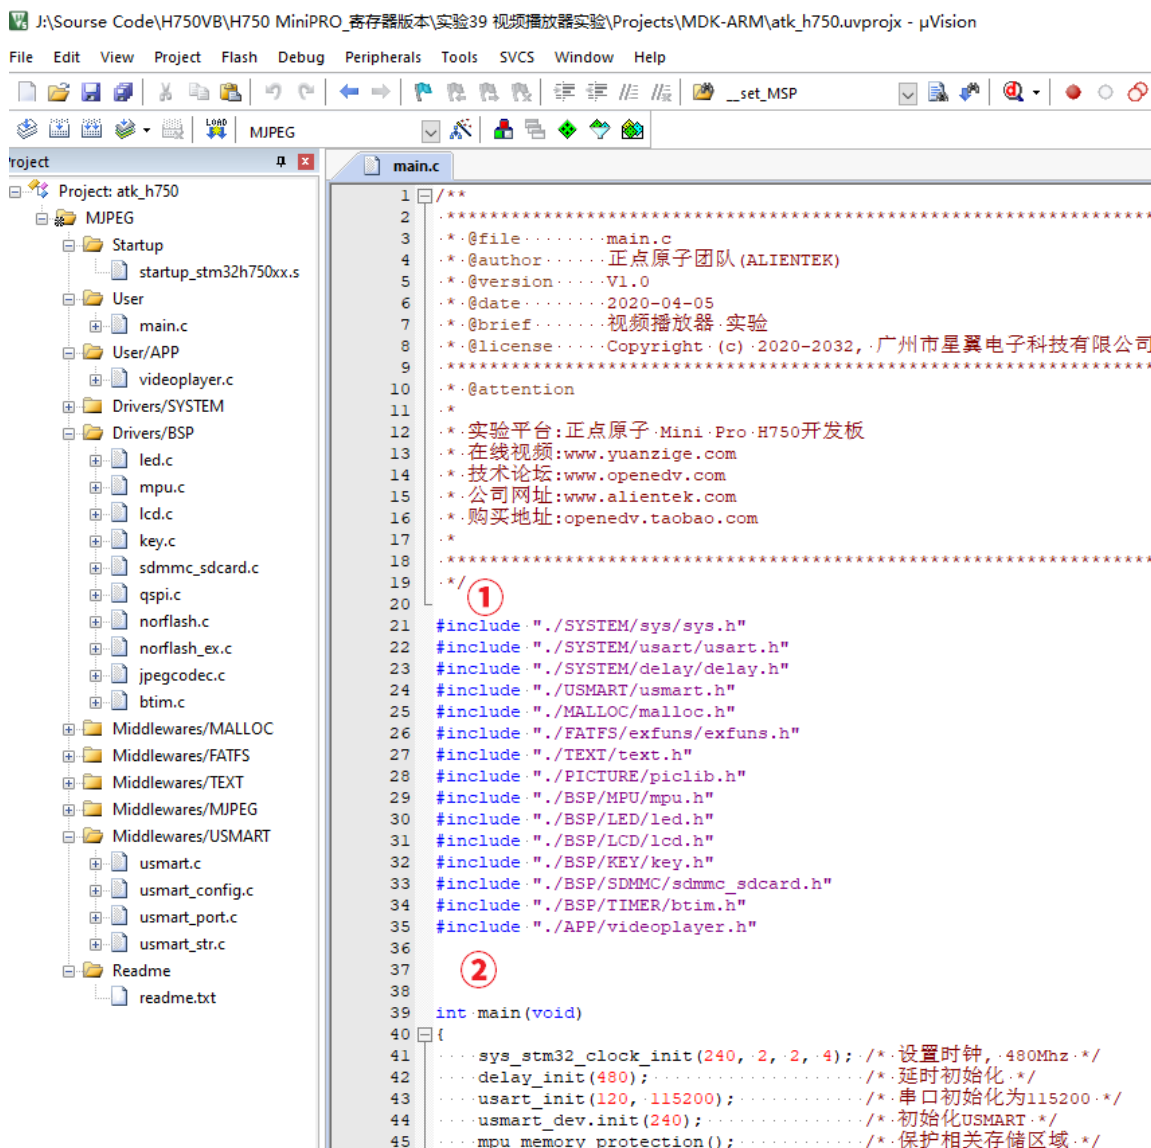 J:\Sourse Code\H750VB\H750 MiniPRO_寄存器版本\实验39 视频播放器实验\Projects\MDK-ARM\atk_h750.uvprojx - µVision
File Edit View Project Flash Debug Peripherals Tools SVCS Window Help
__set_MSP
LOAD MJPEG
Project
main.c
Project: atk_h750
MJPEG
Startup
startup_stm32h750xx.s
User
main.c
User/APP
videoplayer.c
Drivers/SYSTEM
Drivers/BSP
led.c
mpu.c
lcd.c
key.c
sdmmc_sdcard.c
qspi.c
norflash.c
norflash_ex.c
jpegcodec.c
btim.c
Middlewares/MALLOC
Middlewares/FATFS
Middlewares/TEXT
Middlewares/MJPEG
Middlewares/USMART
usmart.c
usmart_config.c
usmart_port.c
usmart_str.c
Readme
readme.txt
1 /**
2 ******************************************************************
3 * @file main.c
4 * @author 正点原子团队(ALIENTEK)
5 * @version V1.0
6 * @date 2020-04-05
7 * @brief 视频播放器 实验
8 * @license Copyright (c) 2020-2032, 广州市星翼电子科技有限公司
9 ******************************************************************
10 * @attention
11 *
12 * 实验平台:正点原子 Mini Pro H750开发板
13 * 在线视频:www.yuanzige.com
14 * 技术论坛:www.openedv.com
15 * 公司网址:www.alientek.com
16 * 购买地址:openedv.taobao.com
17 *
18 ******************************************************************
19 */
①
20
21 #include "./SYSTEM/sys/sys.h"
22 #include "./SYSTEM/usart/usart.h"
23 #include "./SYSTEM/delay/delay.h"
24 #include "./USMART/usmart.h"
25 #include "./MALLOC/malloc.h"
26 #include "./FATFS/exfuns/exfuns.h"
27 #include "./TEXT/text.h"
28 #include "./PICTURE/piclib.h"
29 #include "./BSP/MPU/mpu.h"
30 #include "./BSP/LED/led.h"
31 #include "./BSP/LCD/lcd.h"
32 #include "./BSP/KEY/key.h"
33 #include "./BSP/SDMMC/sdmmc_sdcard.h"
34 #include "./BSP/TIMER/btim.h"
35 #include "./APP/videoplayer.h"
36
37 ②
38
39 int main(void)
40 {
41 sys_stm32_clock_init(240, 2, 2, 4); /* 设置时钟, 480Mhz */
42 delay_init(480); /* 延时初始化 */
43 usart_init(120, 115200); /* 串口初始化为115200 */
44 usmart_dev.init(240); /* 初始化USMART */
45 mpu_memory_protection(); /* 保护相关存储区域 */